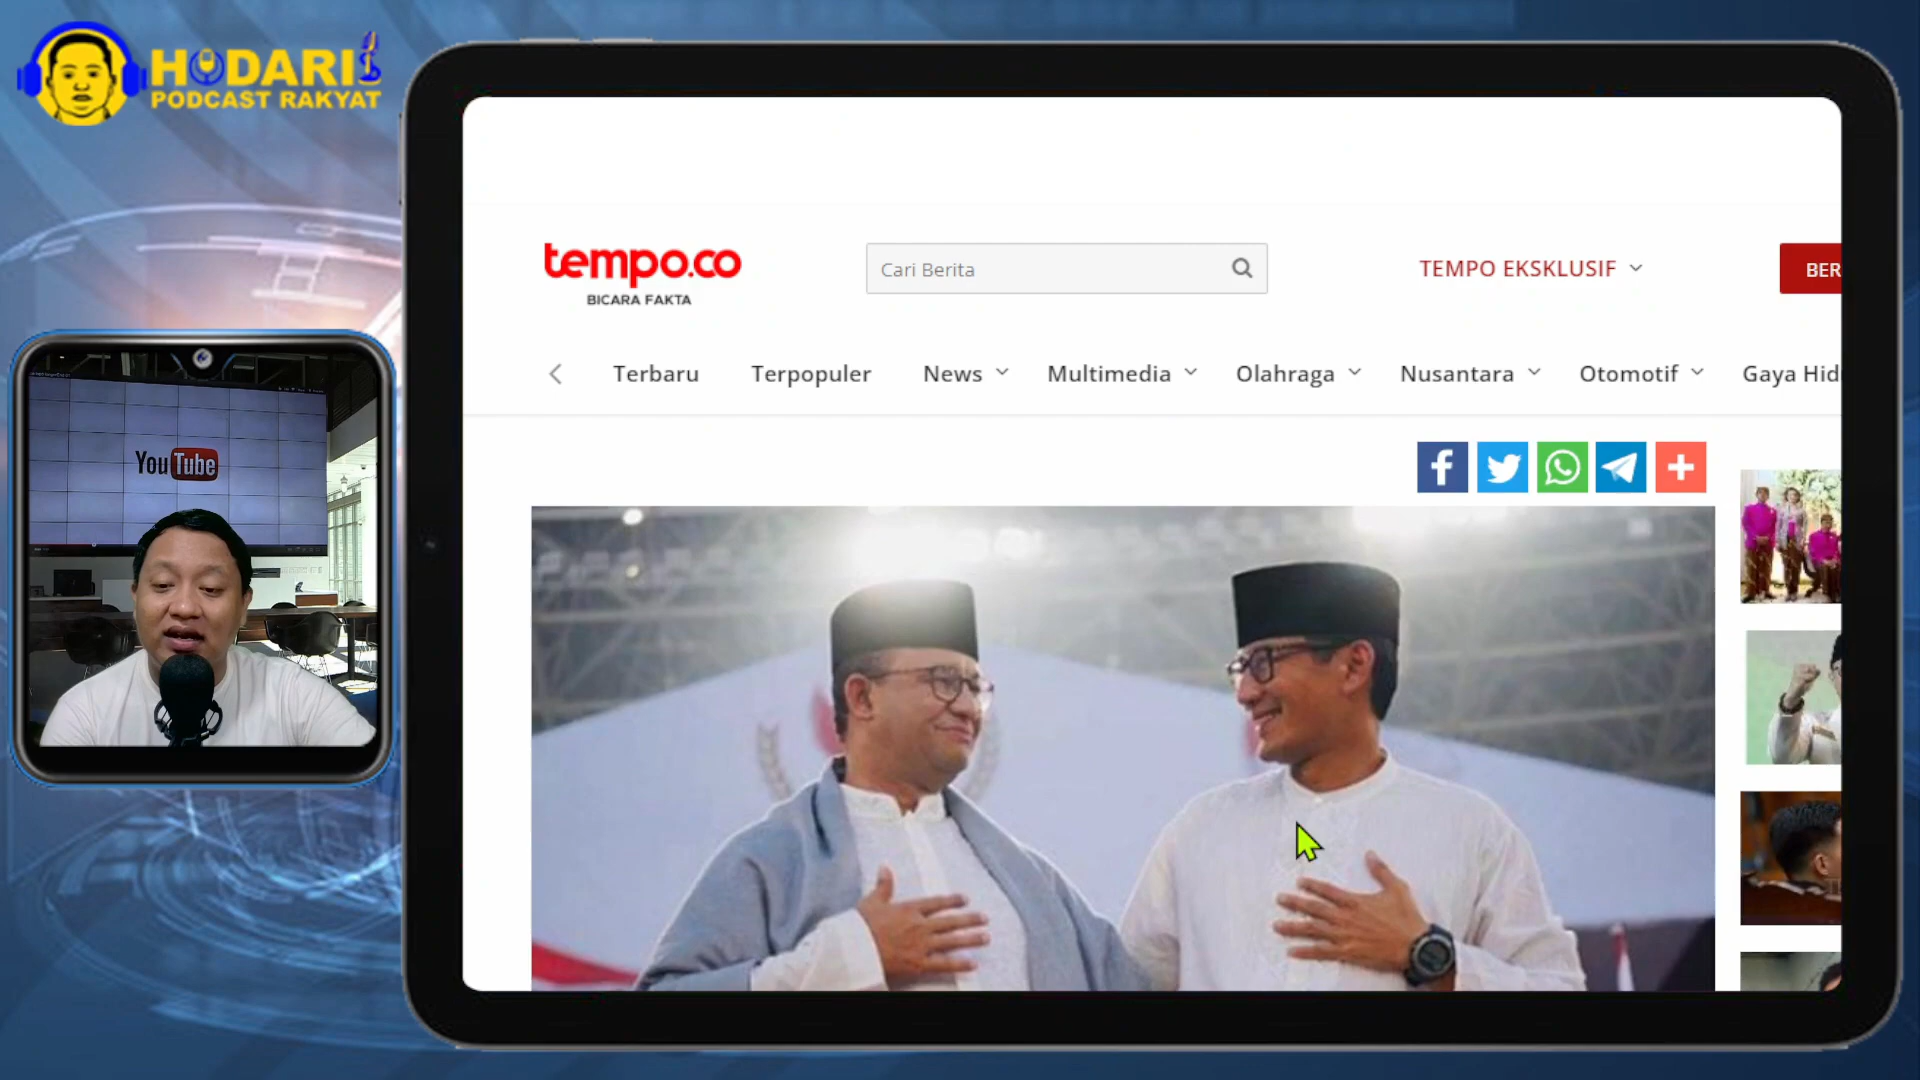 HODARI
PODCAST RAKYAT
YouTube
tempo.co
BICARA FAKTA
Cari Berita
TEMPO EKSKLUSIF
BER
Terbaru
Terpopuler
News
Multimedia
Olahraga
Nusantara
Otomotif
Gaya Hid